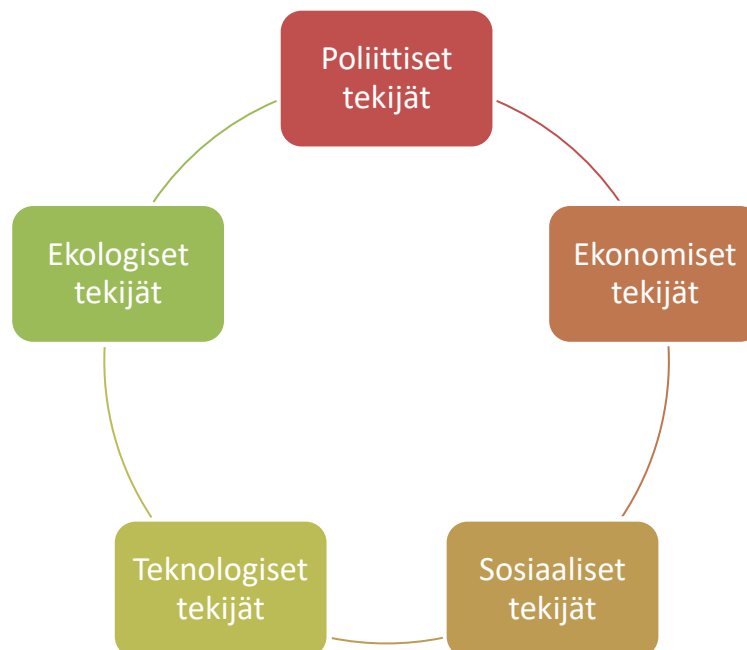 Poliittiset
tekijät
Ekonomiset
tekijät
Sosiaaliset
tekijät
Teknologiset
tekijät
Ekologiset
tekijät